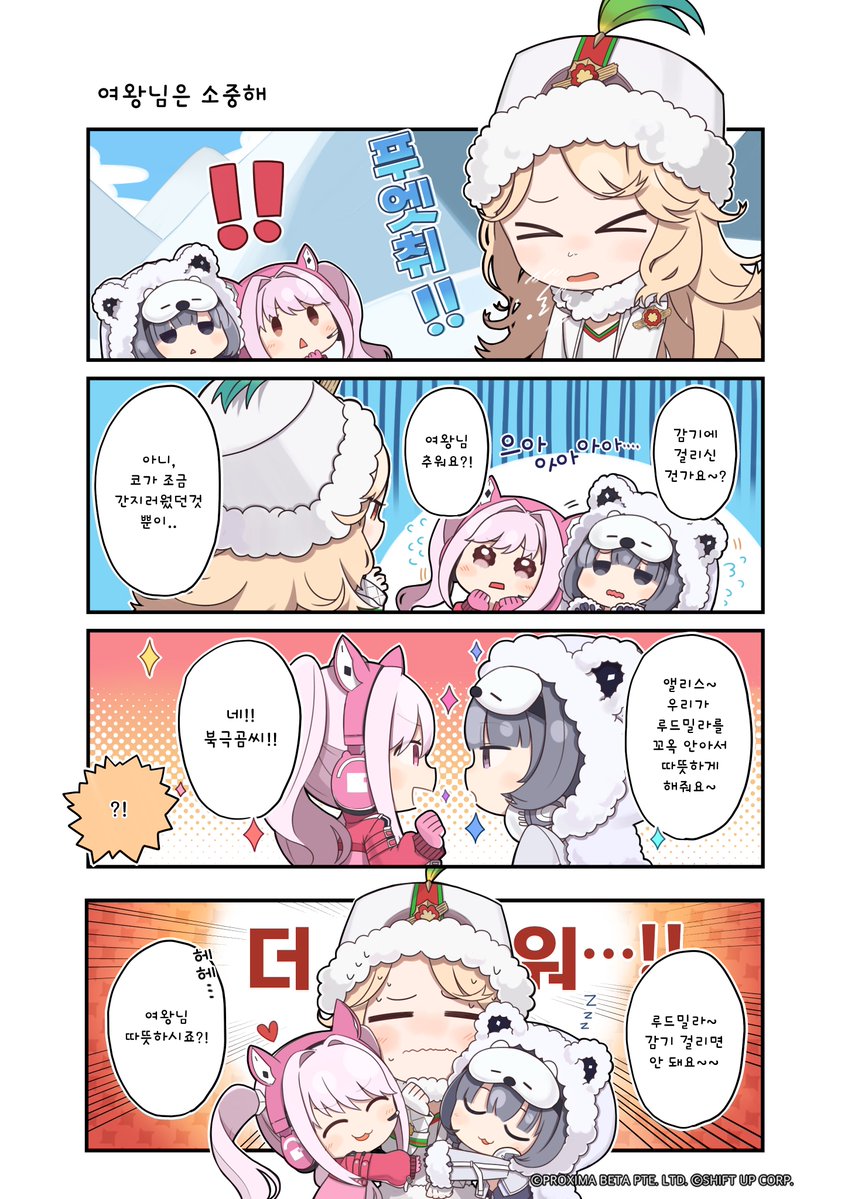 여왕님은 소중해
푸엣취!!
!!
감기에
걸리신
건가요~?
으아
아아아아····
여왕님
추워요?!
아니,
코가 조금
간지러웠던것
뿐이..
앨리스~
우리가
루드밀라를
꼬옥 안아서
따뜻하게
해줘요~
네!!
북극곰씨!!
?!
더 워…!!
루드밀라~
감기 걸리면
안 돼요~~
zzz
헤헤...
여왕님
따뜻하시죠?!
©PROXIMA BETA PTE. LTD. ©SHIFT UP CORP.